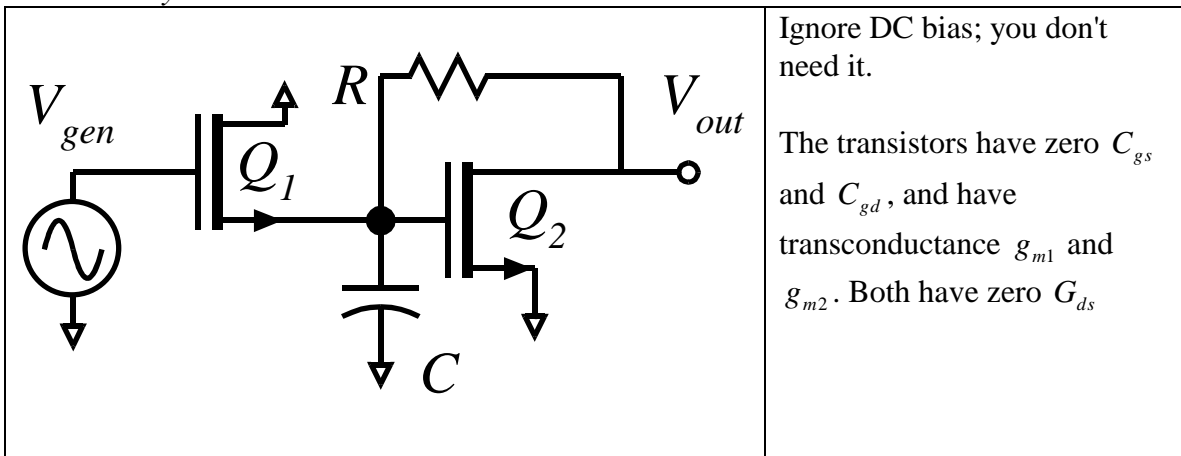 V_gen
Q_1
R
V_out
Q_2
C
Ignore DC bias; you don't
need it.
The transistors have zero C_gs
and C_gd , and have
transconductance g_m1 and
g_m2. Both have zero G_ds